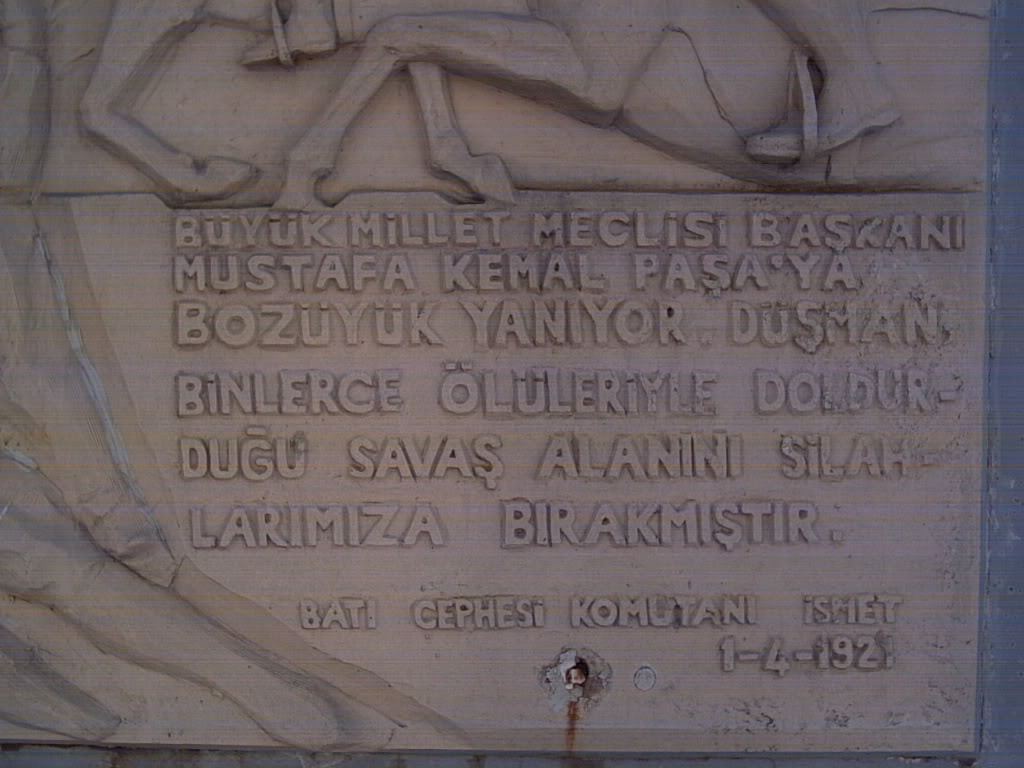 BÜYÜK MİLLET MECLİSİ BAŞKANI
MUSTAFA KEMAL PAŞA'YA
BOZÜYÜK YANIYOR. DÜŞMAN,
BİNLERCE ÖLÜLERİYLE DOLDUR-
DUĞU SAVAŞ ALANINI SİLAH-
LARIMIZA BIRAKMIŞTIR.
BATI CEPHESİ KOMUTANI İSMET
1-4-1921